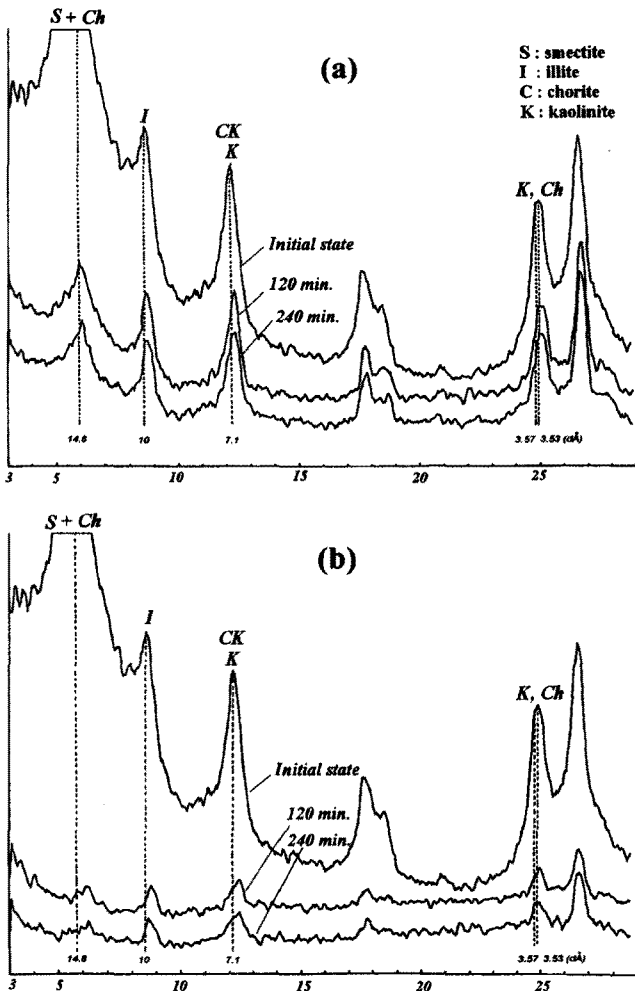 S + Ch
(a)
S : smectite
I : illite
C : chorite
K : kaolinite
I
CK
K
K, Ch
Initial state
120 min.
240 min.
14.8 10 7.1 3.57 3.53 (dÅ)
3 5 10 15 20 25
S + Ch
(b)
I
CK
K
K, Ch
Initial state
120 min.
240 min.
14.8 10 7.1 3.57 3.53 (dÅ)
3 5 10 15 20 25